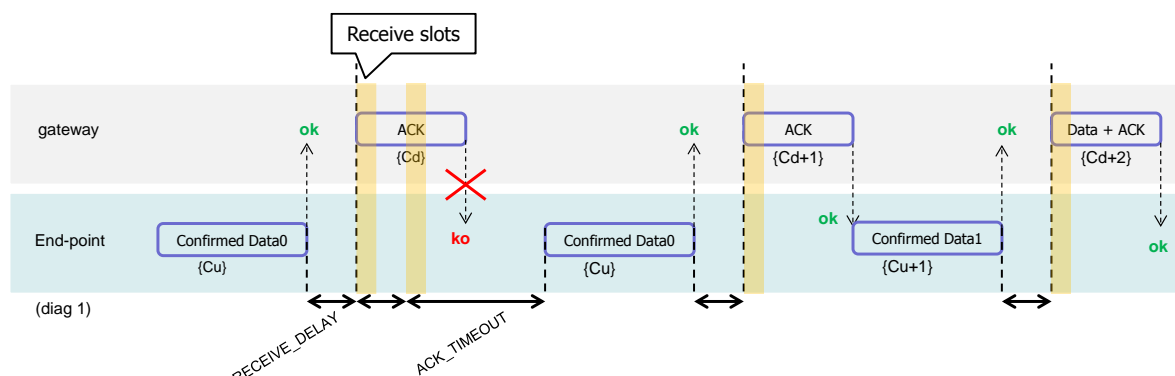 Receive slots
gateway
ok
ACK
{Cd}
ok
ACK
{Cd+1}
ok
Data + ACK
{Cd+2}
End-point
Confirmed Data0
{Cu}
ko
Confirmed Data0
{Cu}
ok
Confirmed Data1
{Cu+1}
ok
(diag 1)
RECEIVE_DELAY
ACK_TIMEOUT